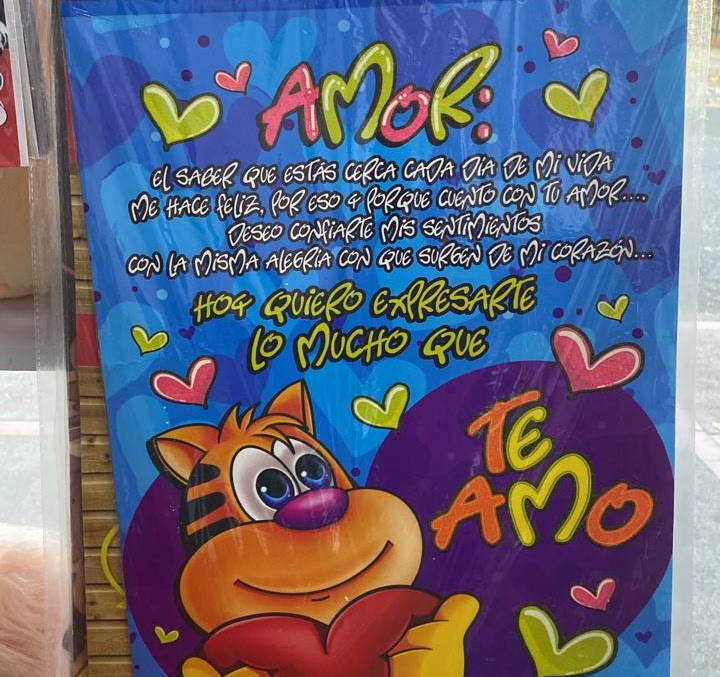 AMOR:
EL SABER QUE ESTÁS CERCA CADA DÍA DE MI VIDA
ME HACE FELIZ, POR ESO Y PORQUE CUENTO CON TU AMOR....
DESEO CONFIARTE MIS SENTIMIENTOS
CON LA MISMA ALEGRIA CON QUE SURGEN DE MI CORAZÓN...
HOY QUIERO EXPRESARTE
LO MUCHO QUE
TE
AMO